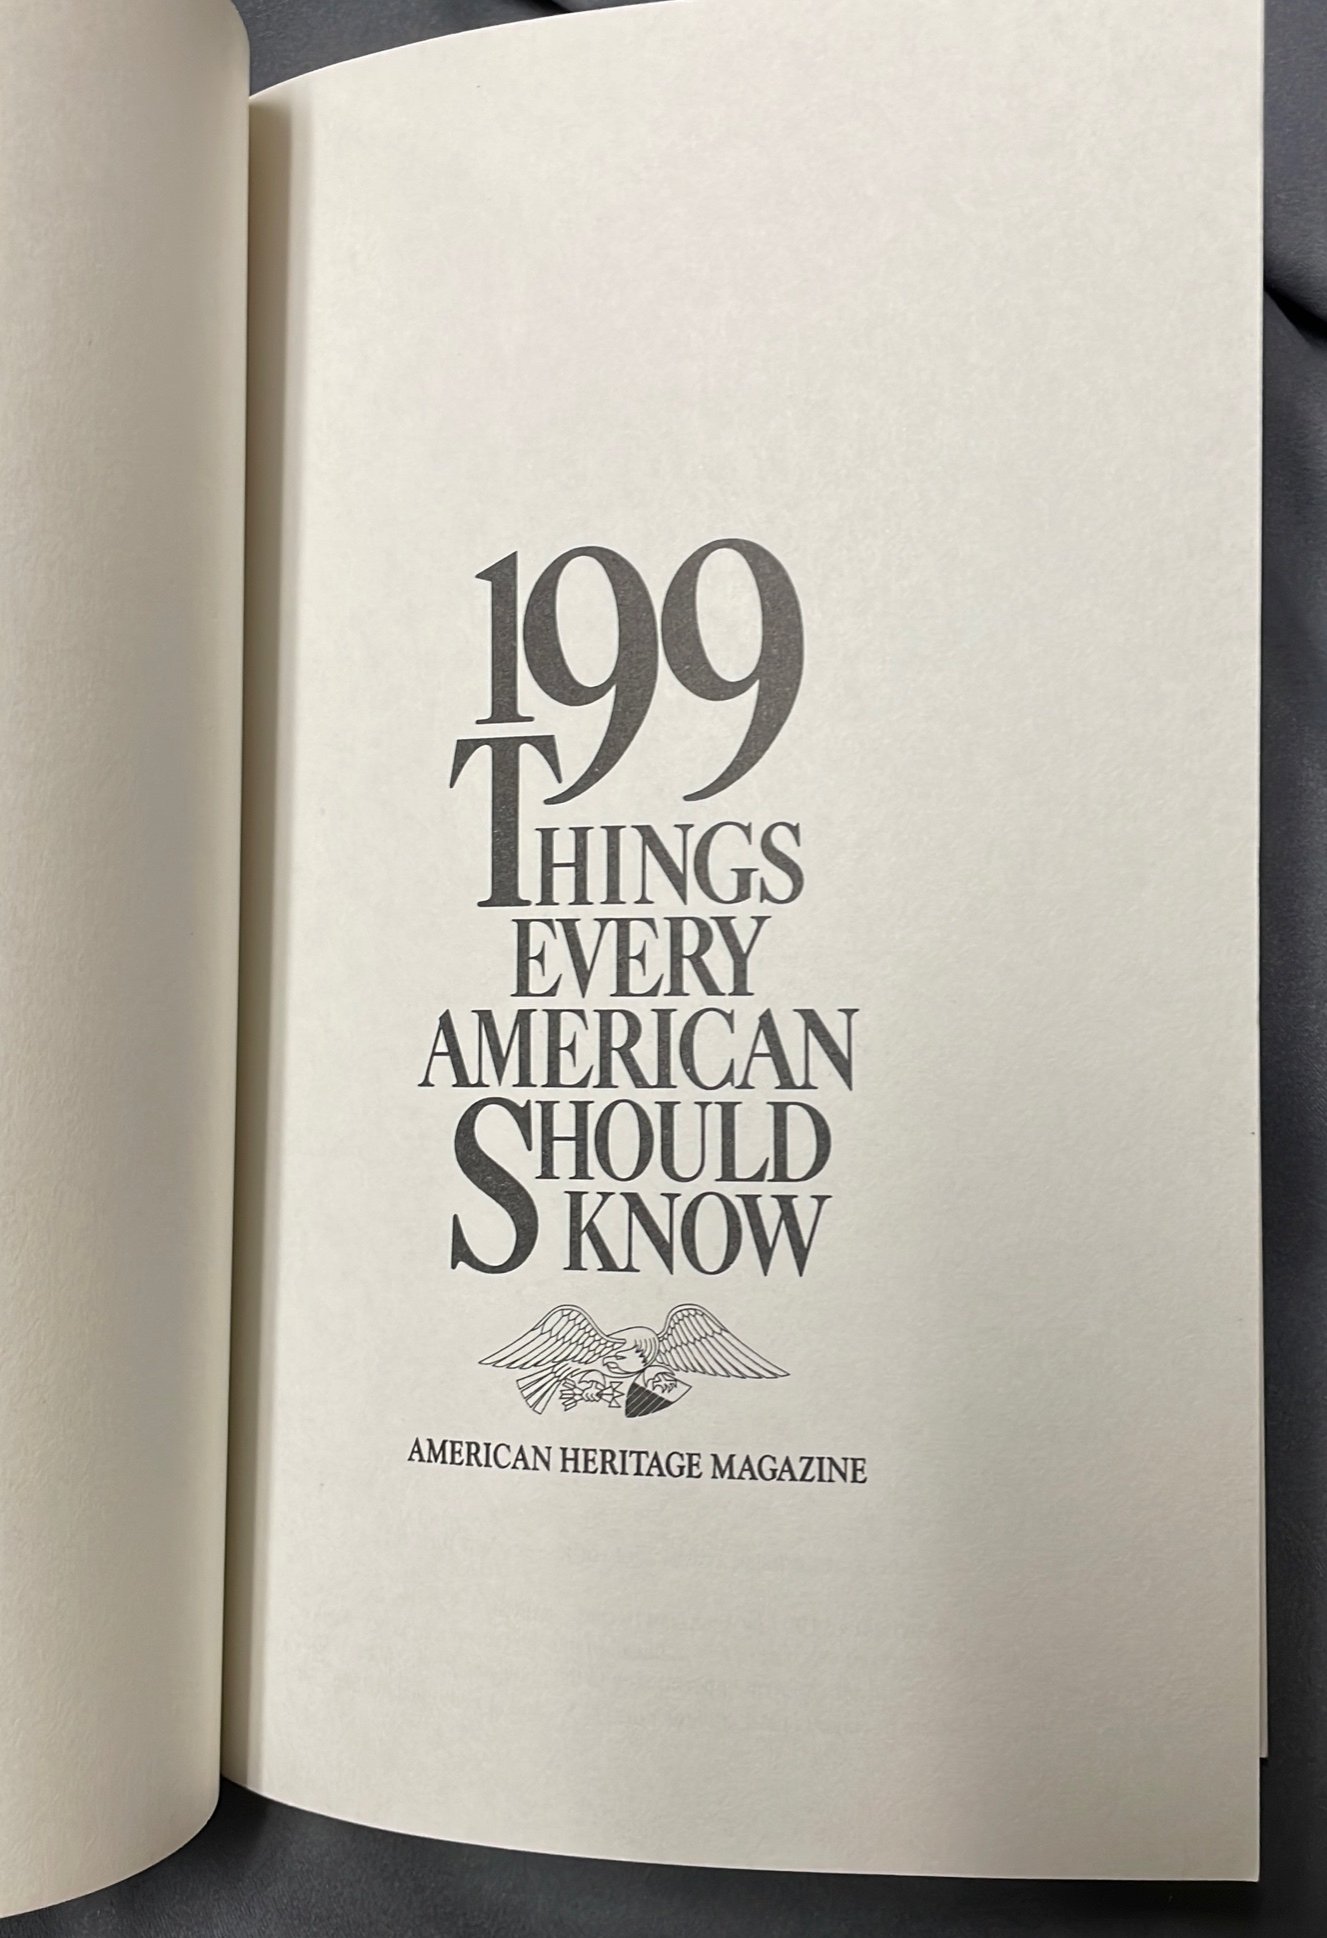 199
THINGS
EVERY
AMERICAN
SHOULD
KNOW
AMERICAN HERITAGE MAGAZINE